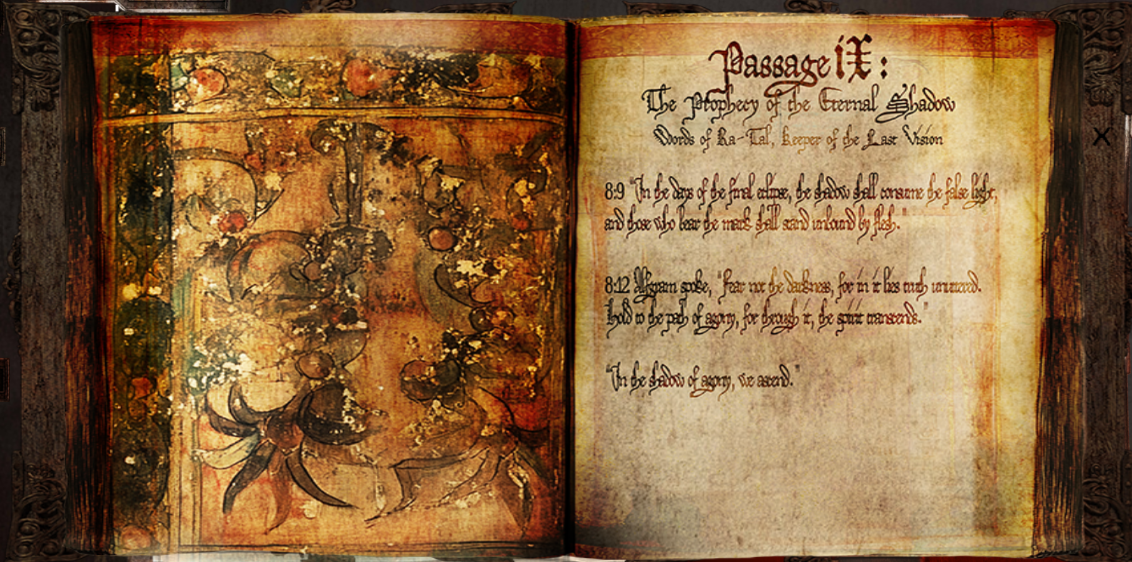 Passage iX:
The Prophecy of the Eternal Shadow
Words of Ra-Tal, Keeper of the Last Vision
8:9 "In the days of the final eclipse, the shadow shall consume the false light,
and those who bear the mark shall stand unbound by flesh."
8:12 spoke, "Fear not the darkness, for in it lies truth unuttered.
Hold to the path of agony, for through it, the spirit transcends."
"In the shadow of agony, we ascend."
X